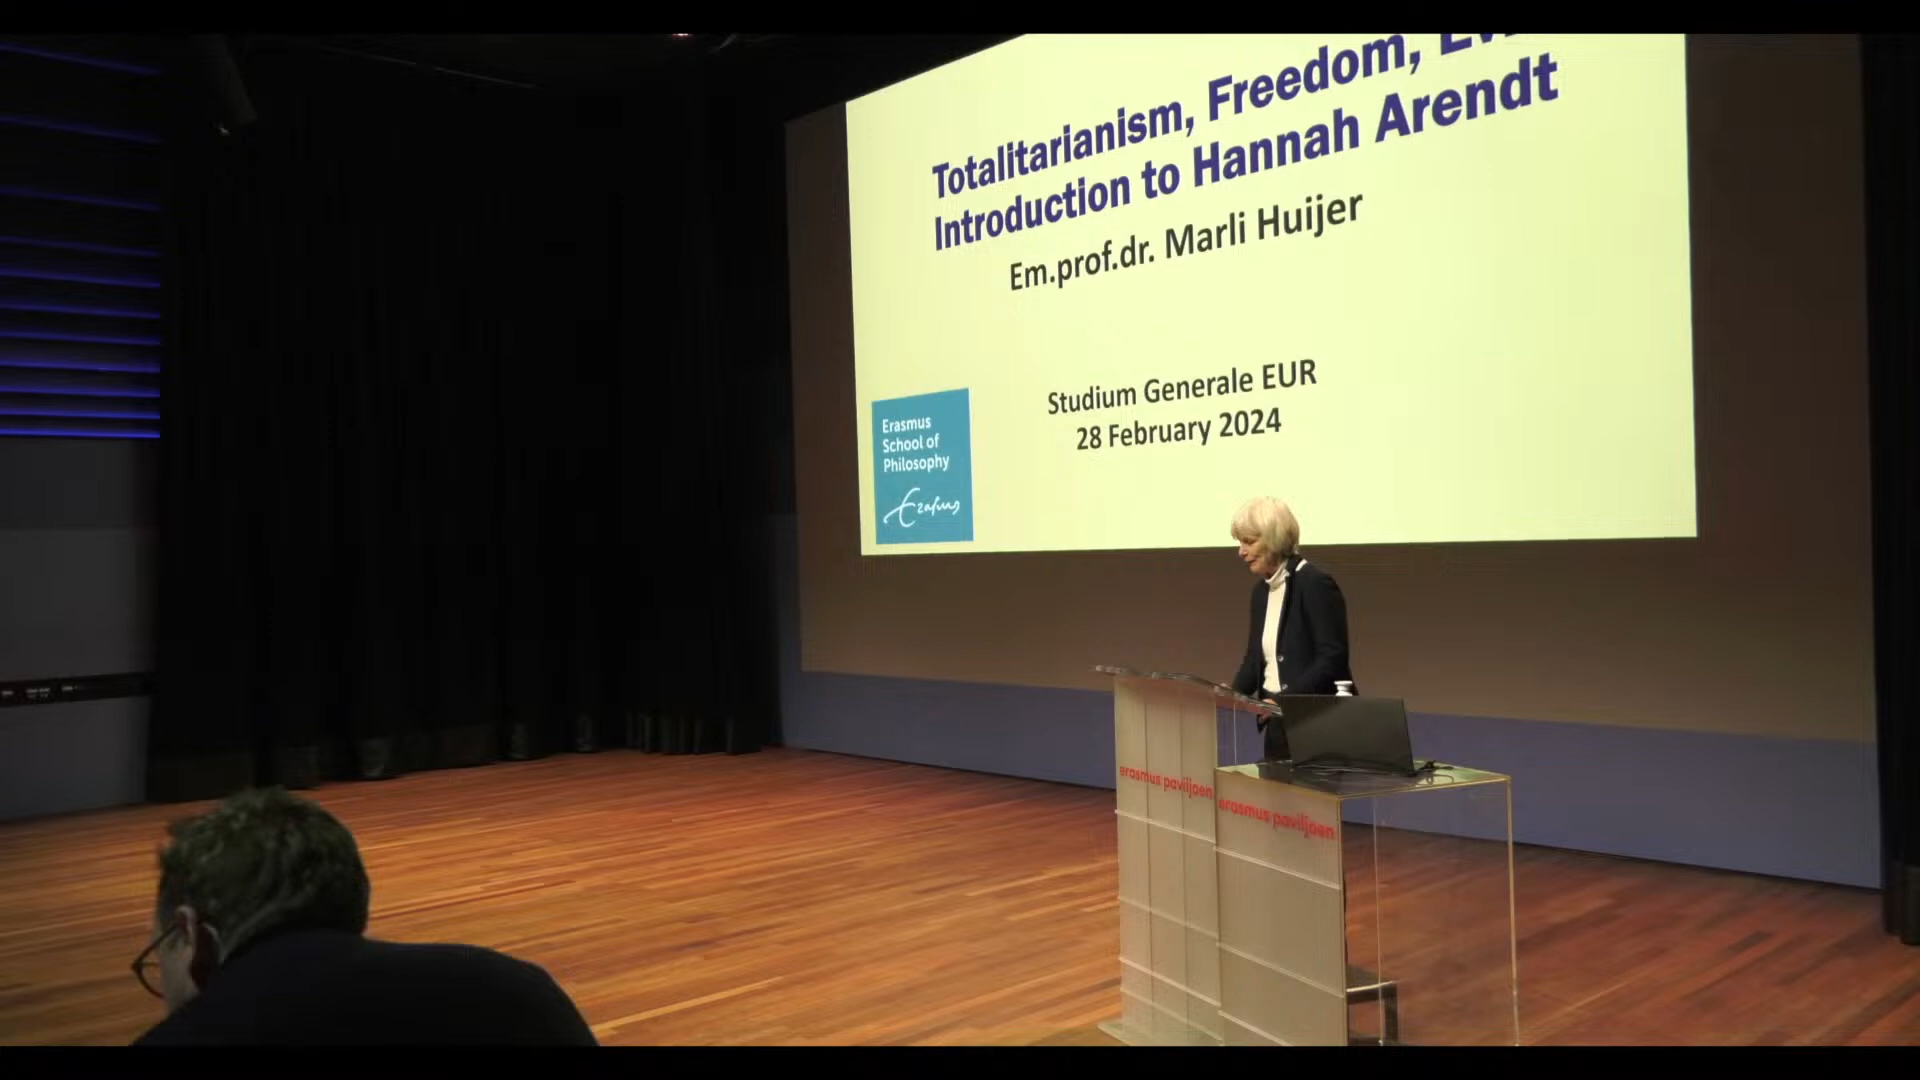 Totalitarianism, Freedom,
Introduction to Hannah Arendt
Em.prof.dr. Marli Huijer
Studium Generale EUR
28 February 2024
Erasmus
School of
Philosophy
Erasmus
erasmus paviljoen
erasmus paviljoen